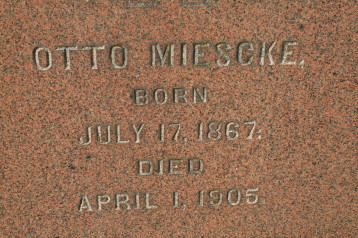 OTTO MIESCKE,
BORN
JULY 17, 1867.
DIED
APRIL 1, 1905.